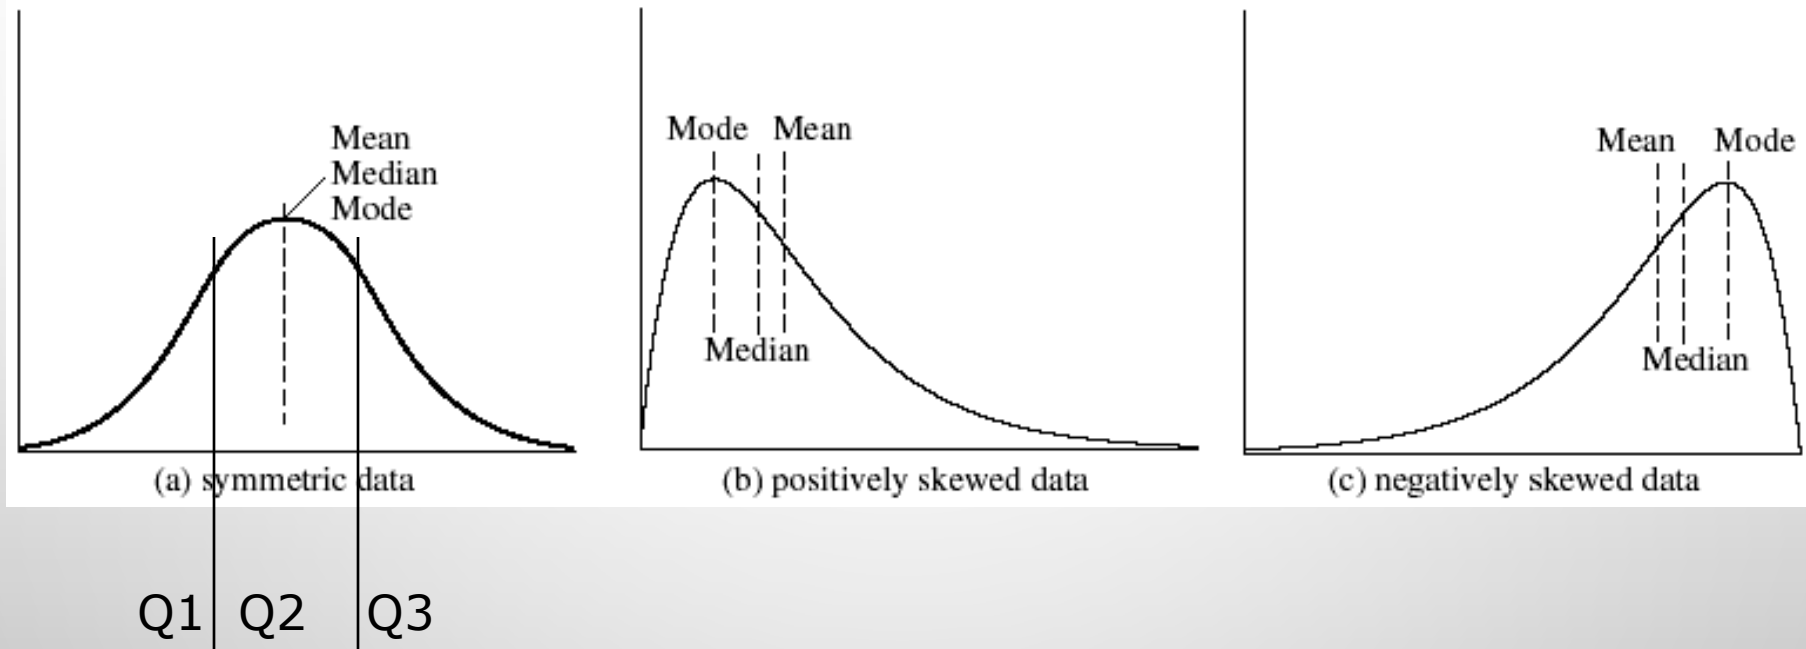 Mean
Median
Mode
(a) symmetric data
Q1 Q2 Q3
Mode Mean
Median
(b) positively skewed data
Mean Mode
Median
(c) negatively skewed data